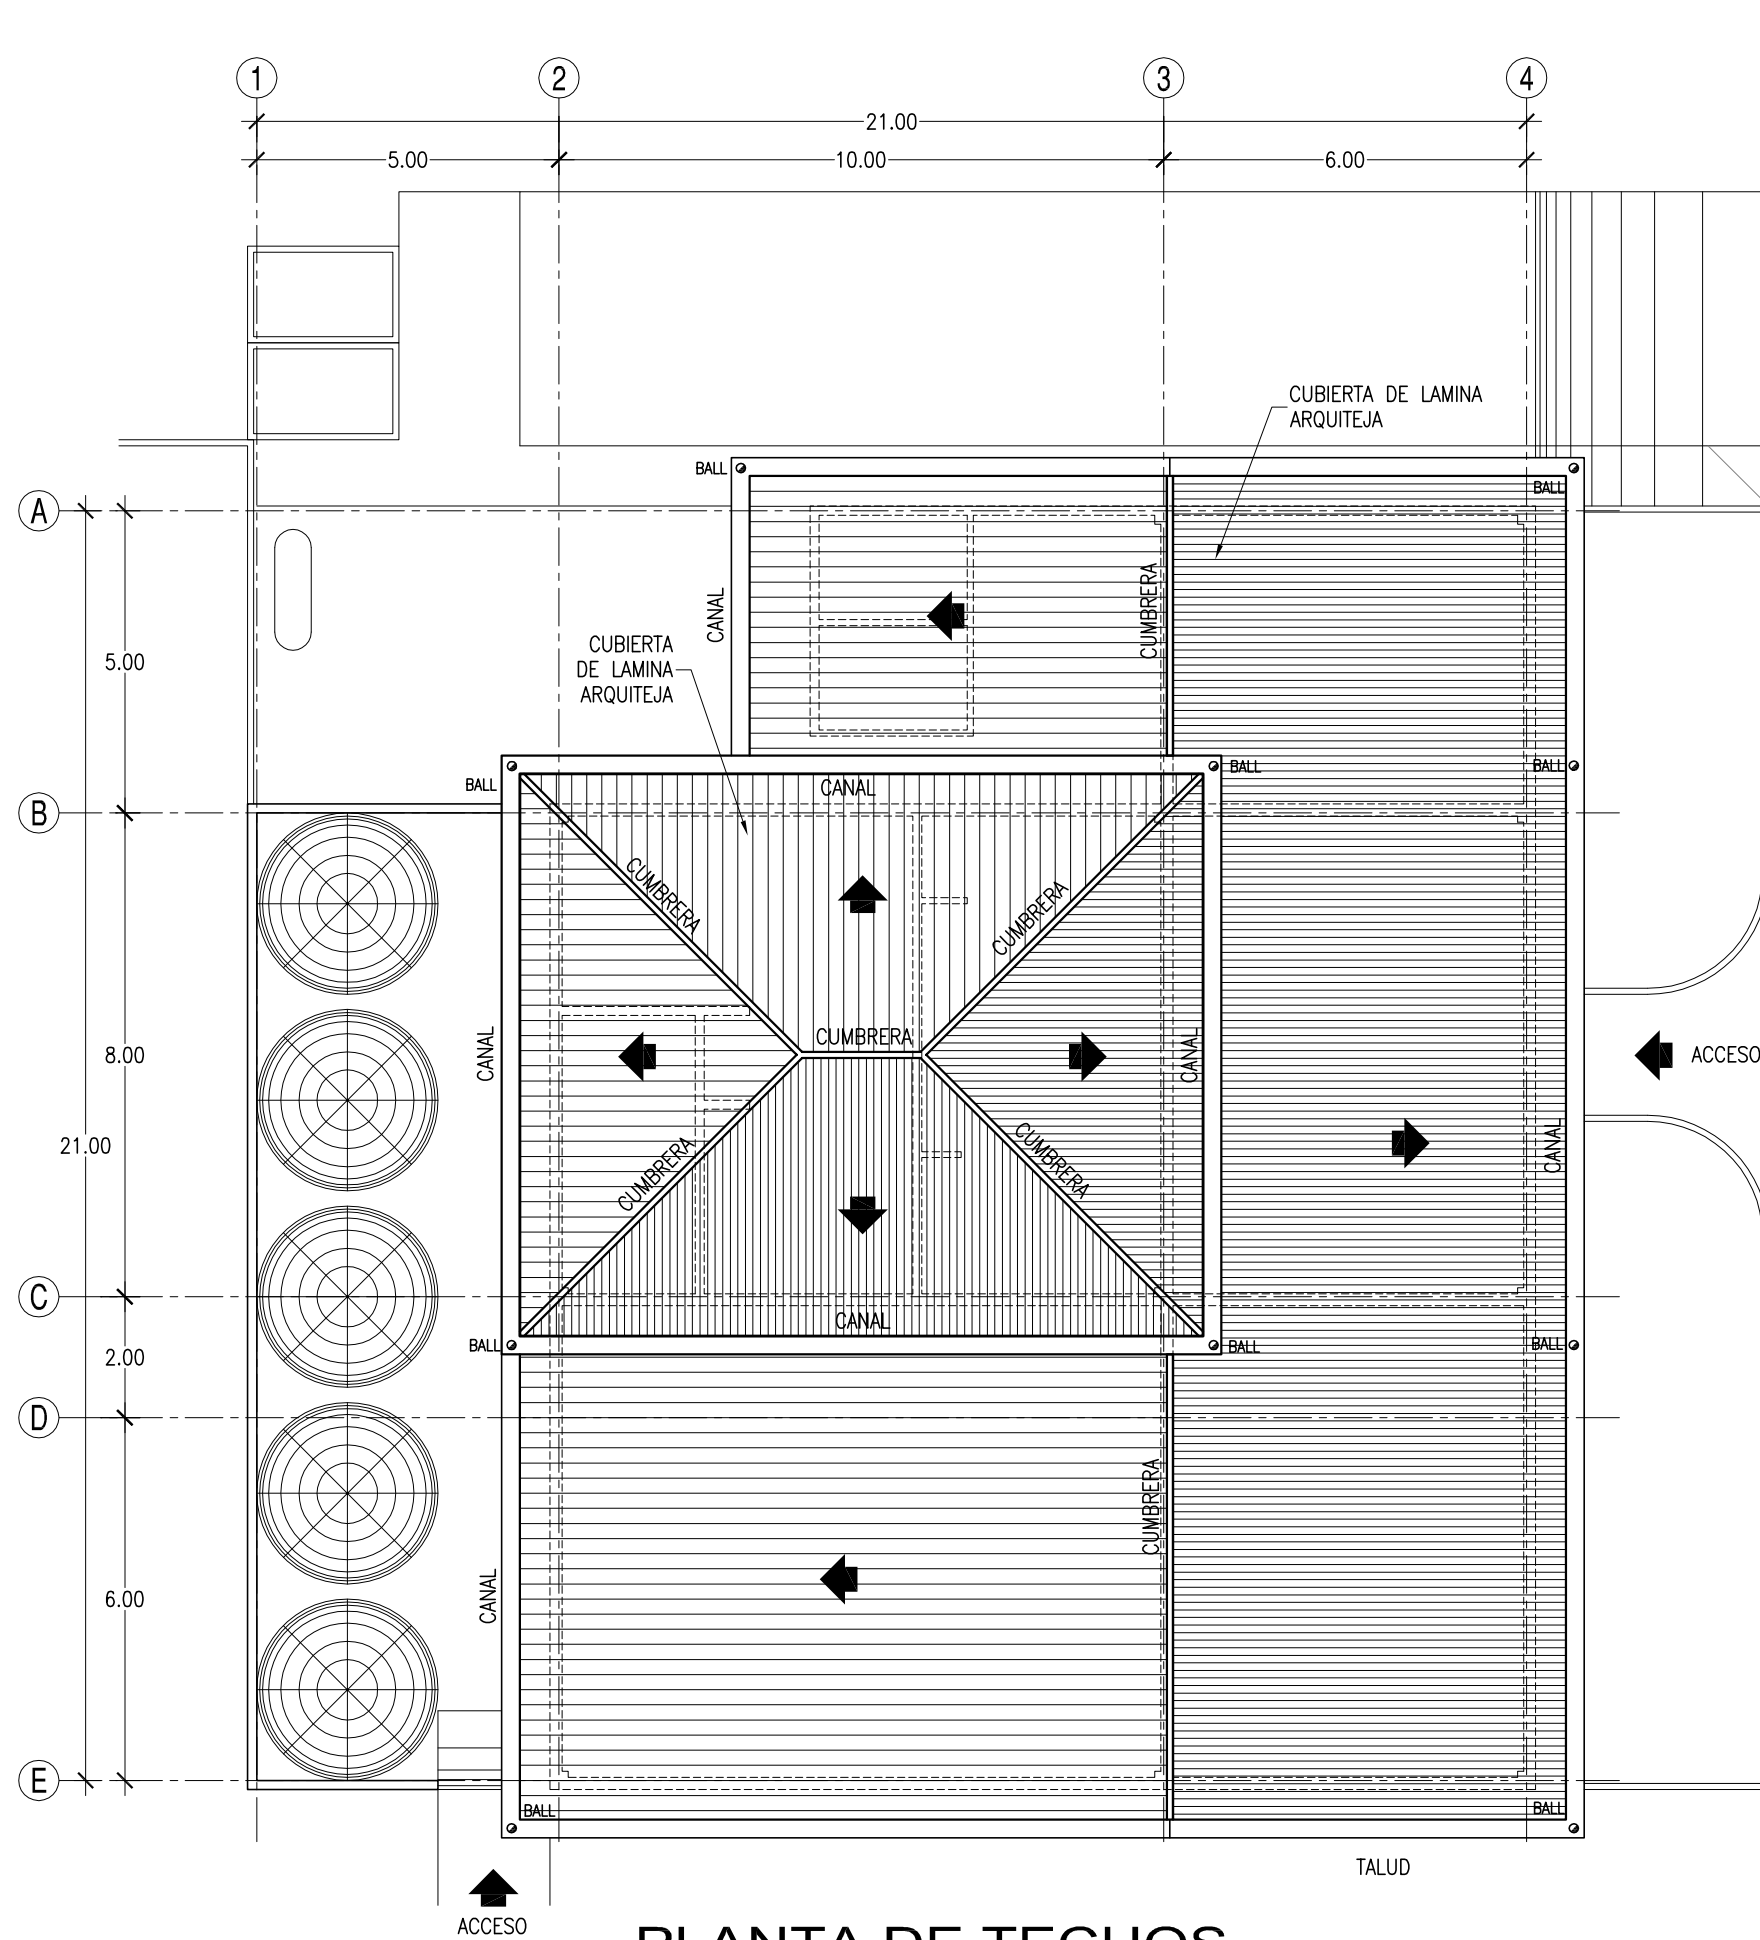 1
2
3
4
21.00
5.00
10.00
6.00
CUBIERTA DE LAMINA
ARQUITEJA
BALL
BALL
A
CANAL
CUMBRERA
CUBIERTA
DE LAMINA
ARQUITEJA
5.00
BALL
CANAL
BALL
BALL
B
CUMBRERA
CUMBRERA
CUMBRERA
CANAL
CANAL
8.00
ACCESO
21.00
CUMBRERA
CUMBRERA
CANAL
C
CANAL
BALL
BALL
BALL
2.00
D
CUMBRERA
CANAL
6.00
E
BALL
BALL
TALUD
ACCESO
PLANTA DE TECHOS